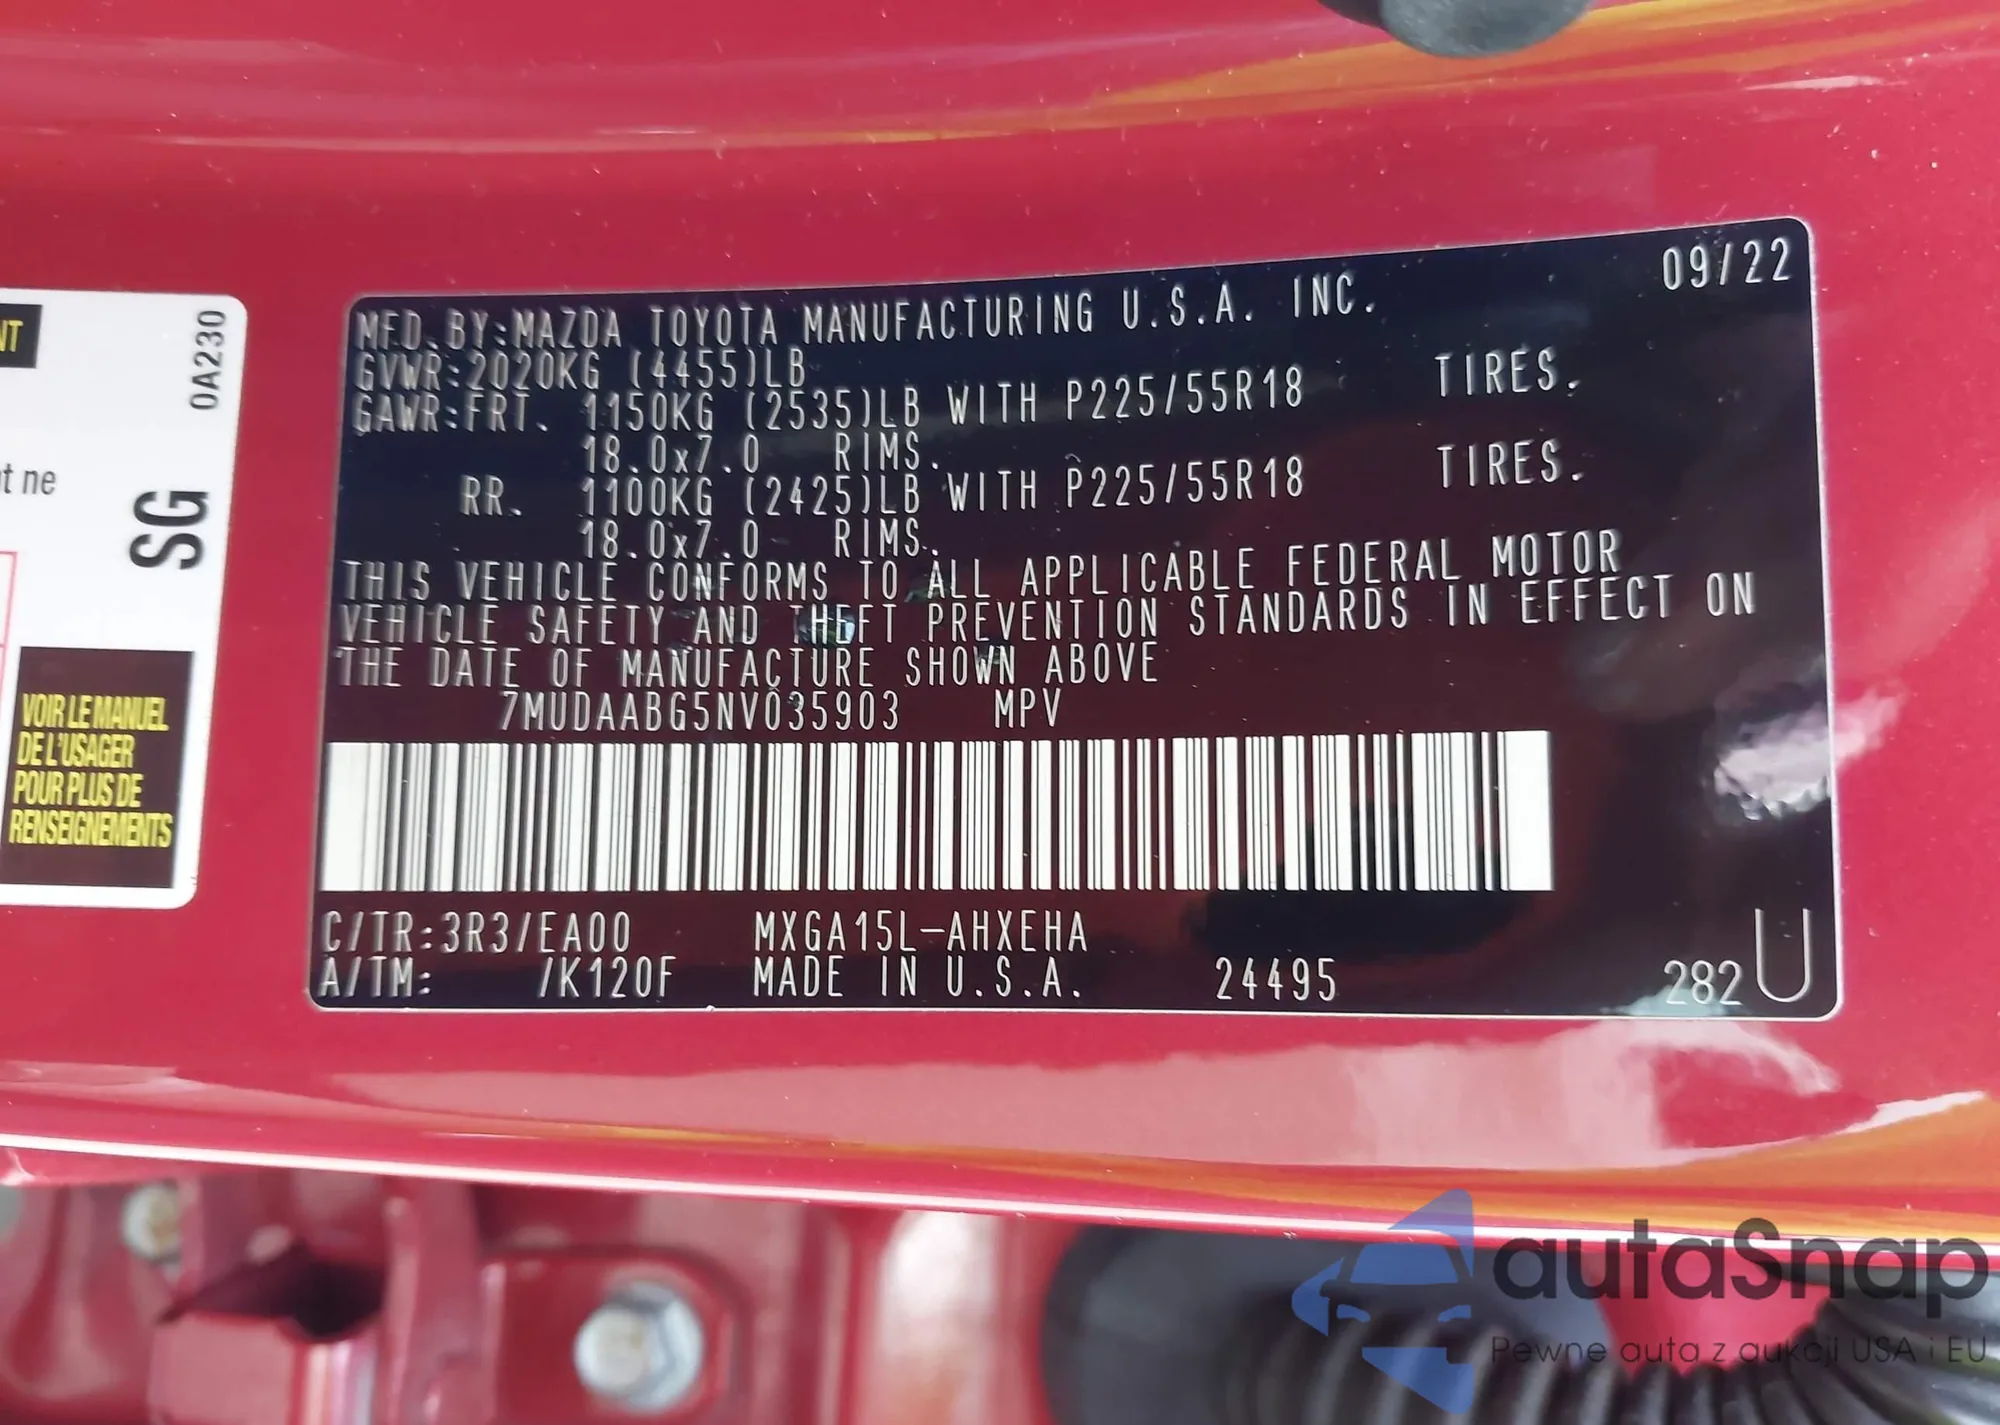 NT
0A230
t ne
SG
VOIR LE MANUEL
DE L'USAGER
POUR PLUS DE
RENSEIGNEMENTS
09/22
MFD.BY:MAZDA TOYOTA MANUFACTURING U.S.A. INC.
GVWR:2020KG (4455)LB
GAWR:FRT. 1150KG (2535)LB WITH P225/55R18 TIRES.
18.0x7.0 RIMS.
RR. 1100KG (2425)LB WITH P225/55R18 TIRES.
18.0x7.0 RIMS.
THIS VEHICLE CONFORMS TO ALL APPLICABLE FEDERAL MOTOR
VEHICLE SAFETY AND THEFT PREVENTION STANDARDS IN EFFECT ON
THE DATE OF MANUFACTURE SHOWN ABOVE
7MUDAABG5NV035903 MPV
C/TR:3R3/EA00 MXGA15L-AHXEHA
A/TM: /K120F MADE IN U.S.A. 24495 282U
autaSnap
Pewne auta z aukcji USA i EU